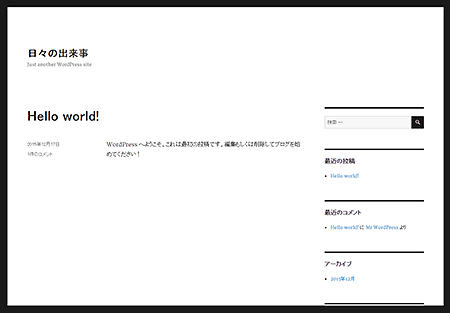 日々の出来事
Just another WordPress site
Hello world!
2015年12月17日
1件のコメント
WordPress へようこそ。これは最初の投稿です。編集もしくは削除してブログを始
めてください !
検索 …
最近の投稿
Hello world!
最近のコメント
Hello world! に Mr WordPress より
アーカイブ
2015年12月